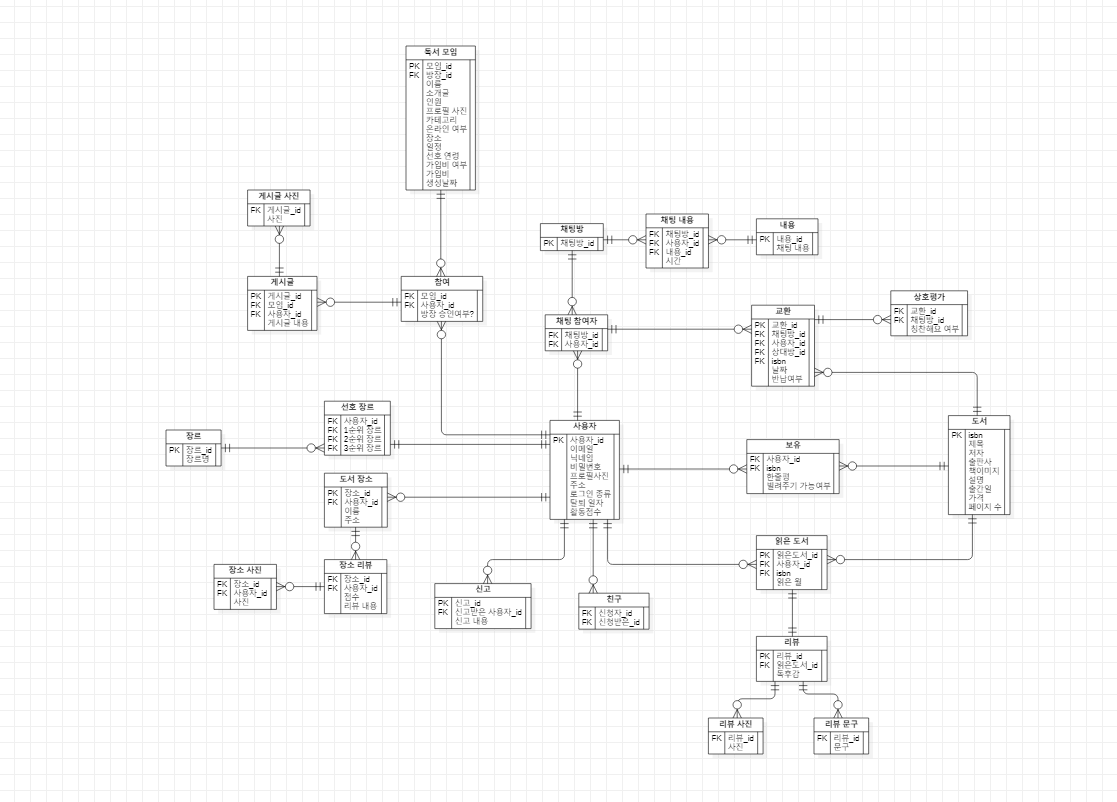 독서 모임
PK 모임_id
FK 방장_id
이름
소개글
인원
프로필 사진
카테고리
온라인 여부
장소
일정
선호 연령
가입비 여부
가입비
생성날짜
게시글 사진
FK 게시글_id
사진
게시글
PK 게시글_id
FK 모임_id
FK 사용자_id
게시글 내용
참여
FK 모임_id
FK 사용자_id
방장 승인여부?
채팅방
PK 채팅방_id
채팅 내용
FK 채팅방_id
FK 사용자_id
FK 내용_id
시간
내용
PK 내용_id
채팅 내용
채팅 참여자
FK 채팅방_id
FK 사용자_id
교환
PK 교환_id
FK 채팅방_id
FK 사용자_id
FK 상대방_id
FK isbn
날짜
반납여부
상호평가
FK 교환_id
FK 채팅방_id
칭찬해요 여부
장르
PK 장르_id
장르명
선호 장르
FK 사용자_id
FK 1순위 장르
FK 2순위 장르
FK 3순위 장르
사용자
PK 사용자_id
이메일
닉네임
비밀번호
프로필사진
주소
로그인 종류
탈퇴 일자
활동점수
보유
FK 사용자_id
FK isbn
한줄평
빌려주기 가능여부
도서
PK isbn
제목
저자
출판사
책이미지
설명
출간일
가격
페이지 수
도서 장소
PK 장소_id
FK 사용자_id
이름
주소
장소 사진
FK 장소_id
FK 사용자_id
사진
장소 리뷰
FK 장소_id
FK 사용자_id
점수
리뷰 내용
신고
PK 신고_id
FK 신고받은 사용자_id
신고 내용
친구
FK 신청자_id
FK 신청받은_id
읽은 도서
PK 읽은도서_id
FK 사용자_id
FK isbn
읽은 월
리뷰
PK 리뷰_id
FK 읽은도서_id
독후감
리뷰 사진
FK 리뷰_id
사진
리뷰 문구
FK 리뷰_id
문구